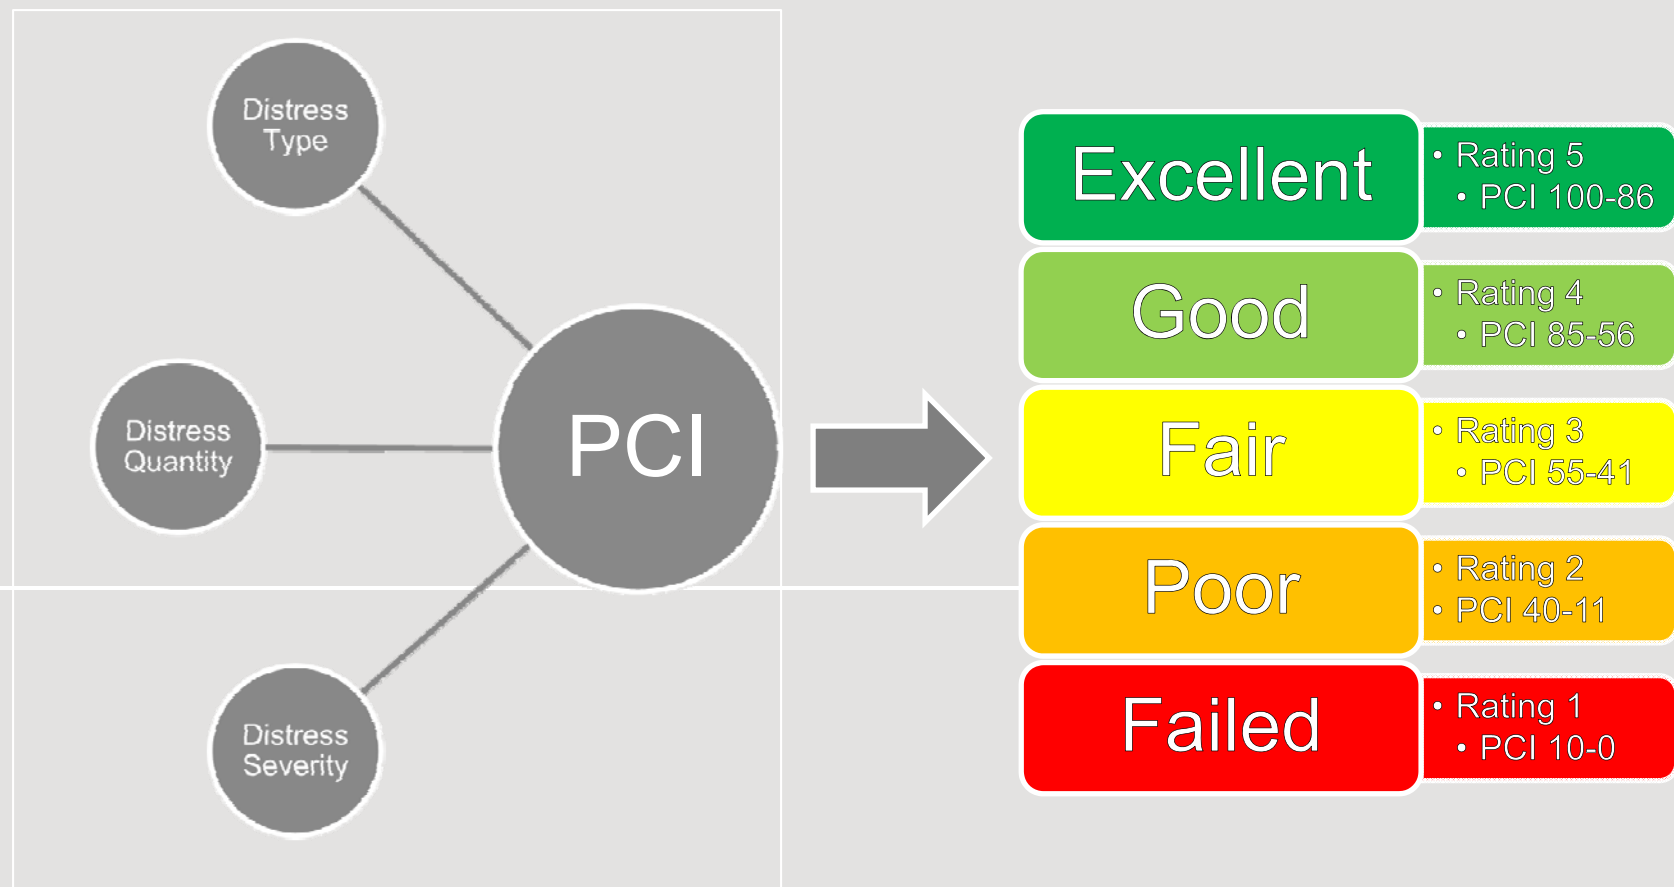 Distress
Type
Distress
Quantity
Distress
Severity
PCI
Excellent
• Rating 5
• PCI 100-86
Good
• Rating 4
• PCI 85-56
Fair
• Rating 3
• PCI 55-41
Poor
• Rating 2
• PCI 40-11
Failed
• Rating 1
• PCI 10-0